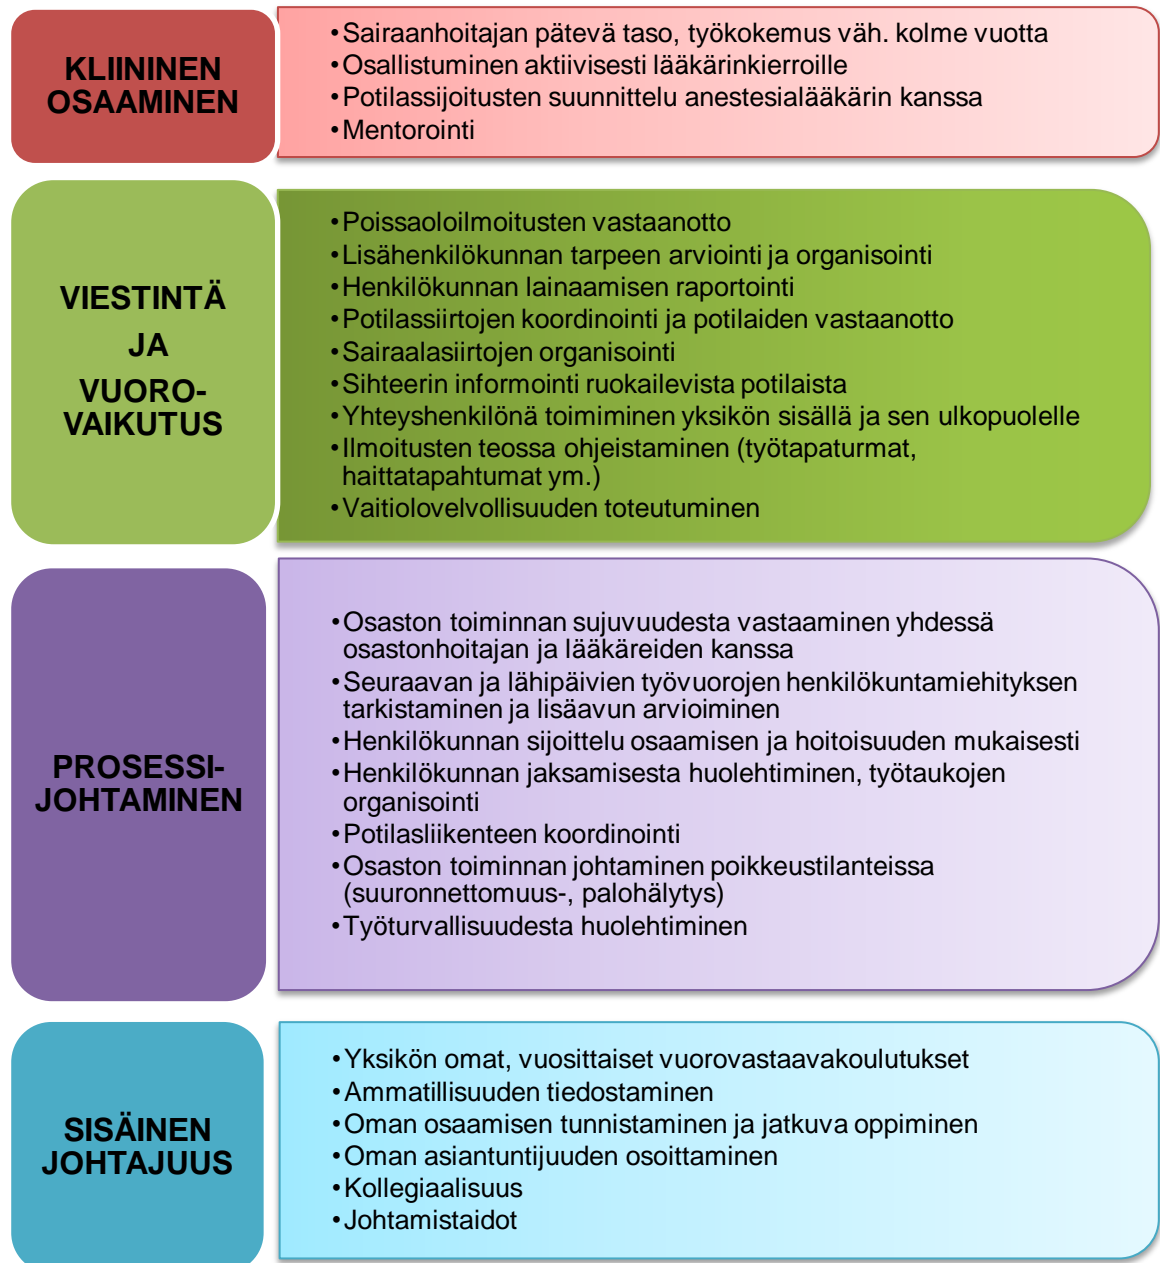 KLIININEN
OSAAMINEN
•Sairaanhoitajan pätevä taso, työkokemus väh. kolme vuotta
•Osallistuminen aktiivisesti lääkärinkierroille
•Potilassijoitusten suunnittelu anestesialääkärin kanssa
•Mentorointi
VIESTINTÄ
JA
VUORO-
VAIKUTUS
•Poissaoloilmoitusten vastaanotto
•Lisähenkilökunnan tarpeen arviointi ja organisointi
•Henkilökunnan lainaamisen raportointi
•Potilassiirtojen koordinointi ja potilaiden vastaanotto
•Sairaalasiirtojen organisointi
•Sihteerin informointi ruokailevista potilaista
•Yhteyshenkilönä toimiminen yksikön sisällä ja sen ulkopuolelle
•Ilmoitusten teossa ohjeistaminen (työtapaturmat,
haittatapahtumat ym.)
•Vaitiolovelvollisuuden toteutuminen
PROSESSI-
JOHTAMINEN
•Osaston toiminnan sujuvuudesta vastaaminen yhdessä
osastonhoitajan ja lääkäreiden kanssa
•Seuraavan ja lähipäivien työvuorojen henkilökuntamiehityksen
tarkistaminen ja lisäavun arvioiminen
•Henkilökunnan sijoittelu osaamisen ja hoitoisuuden mukaisesti
•Henkilökunnan jaksamisesta huolehtiminen, työtaukojen
organisointi
•Potilasliikenteen koordinointi
•Osaston toiminnan johtaminen poikkeustilanteissa
(suuronnettomuus-, palohälytys)
•Työturvallisuudesta huolehtiminen
SISÄINEN
JOHTAJUUS
•Yksikön omat, vuosittaiset vuorovastaavakoulutukset
•Ammatillisuuden tiedostaminen
•Oman osaamisen tunnistaminen ja jatkuva oppiminen
•Oman asiantuntijuuden osoittaminen
•Kollegiaalisuus
•Johtamistaidot